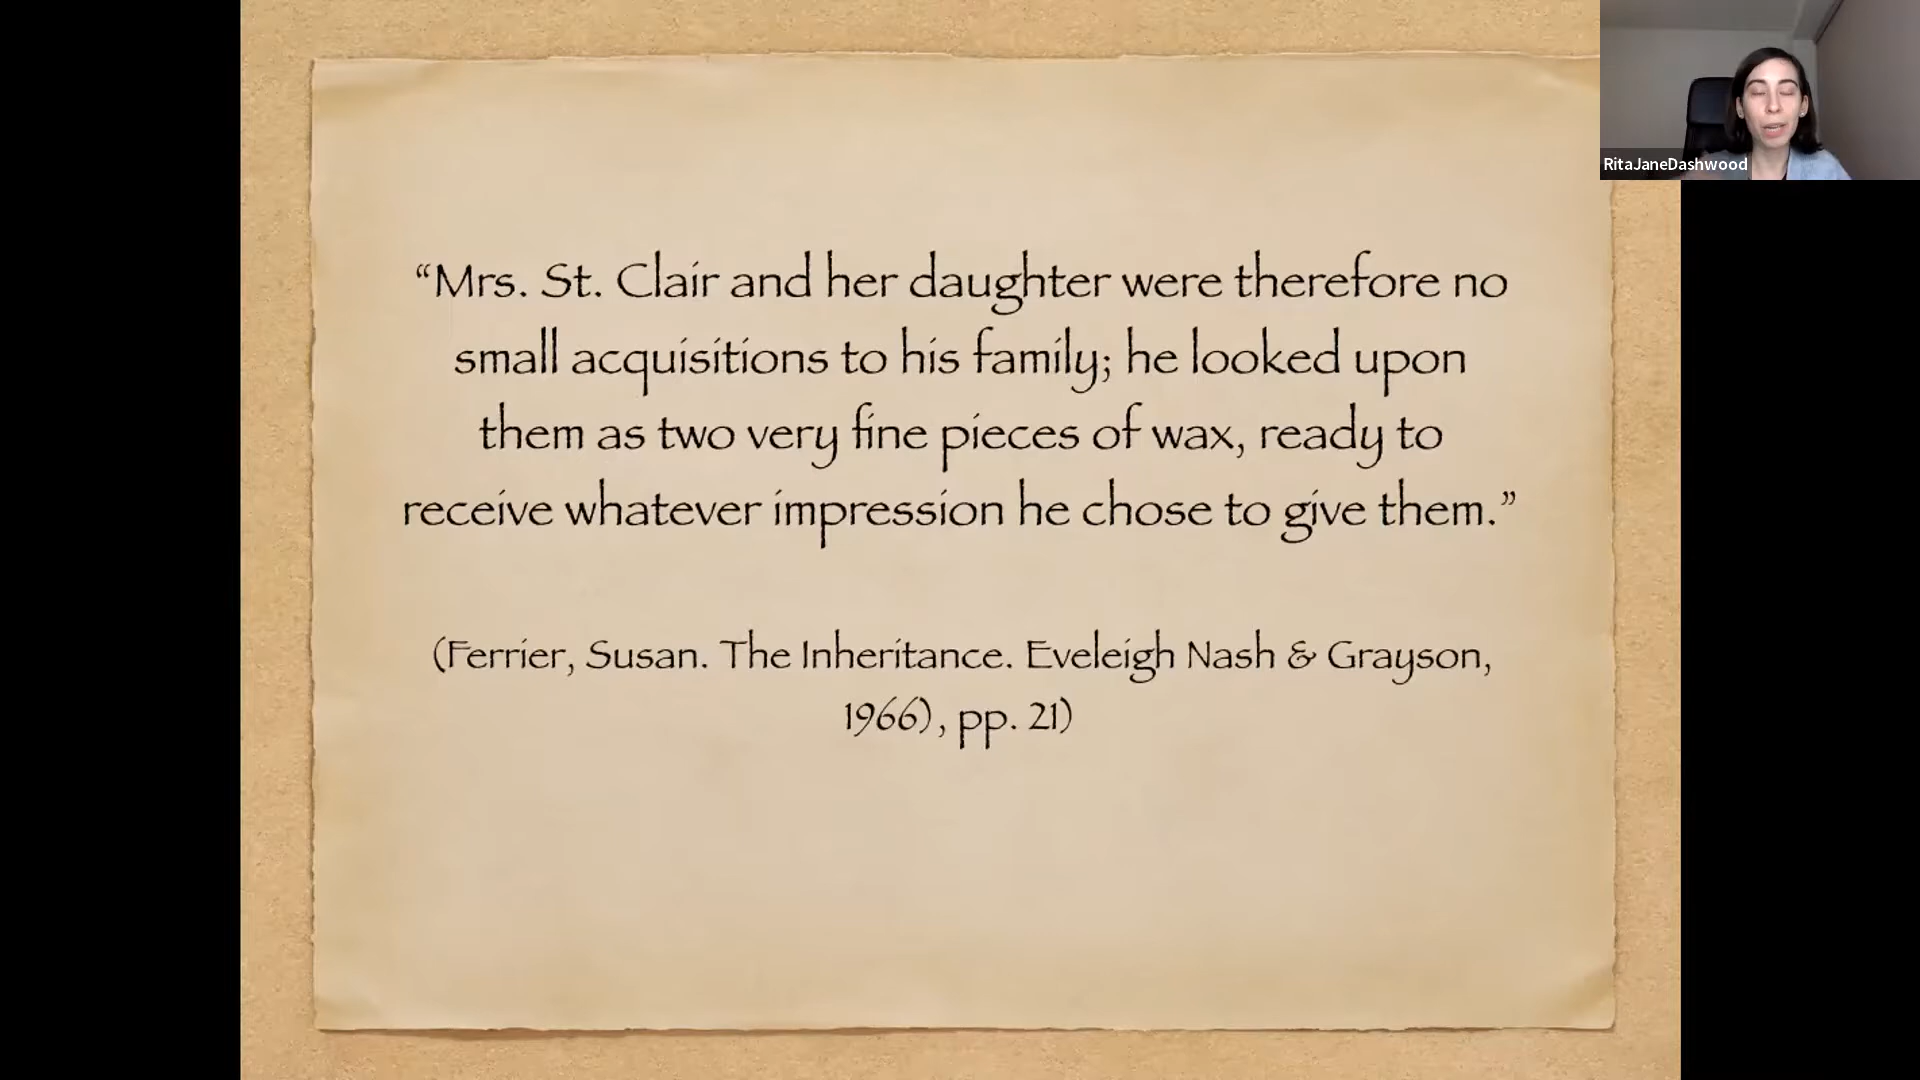 RitaJaneDashwood
“Mrs. St. Clair and her daughter were therefore no
small acquisitions to his family; he looked upon
them as two very fine pieces of wax, ready to
receive whatever impression he chose to give them.”
(Ferrier, Susan. The Inheritance. Eveleigh Nash & Grayson,
1966), pp. 21)